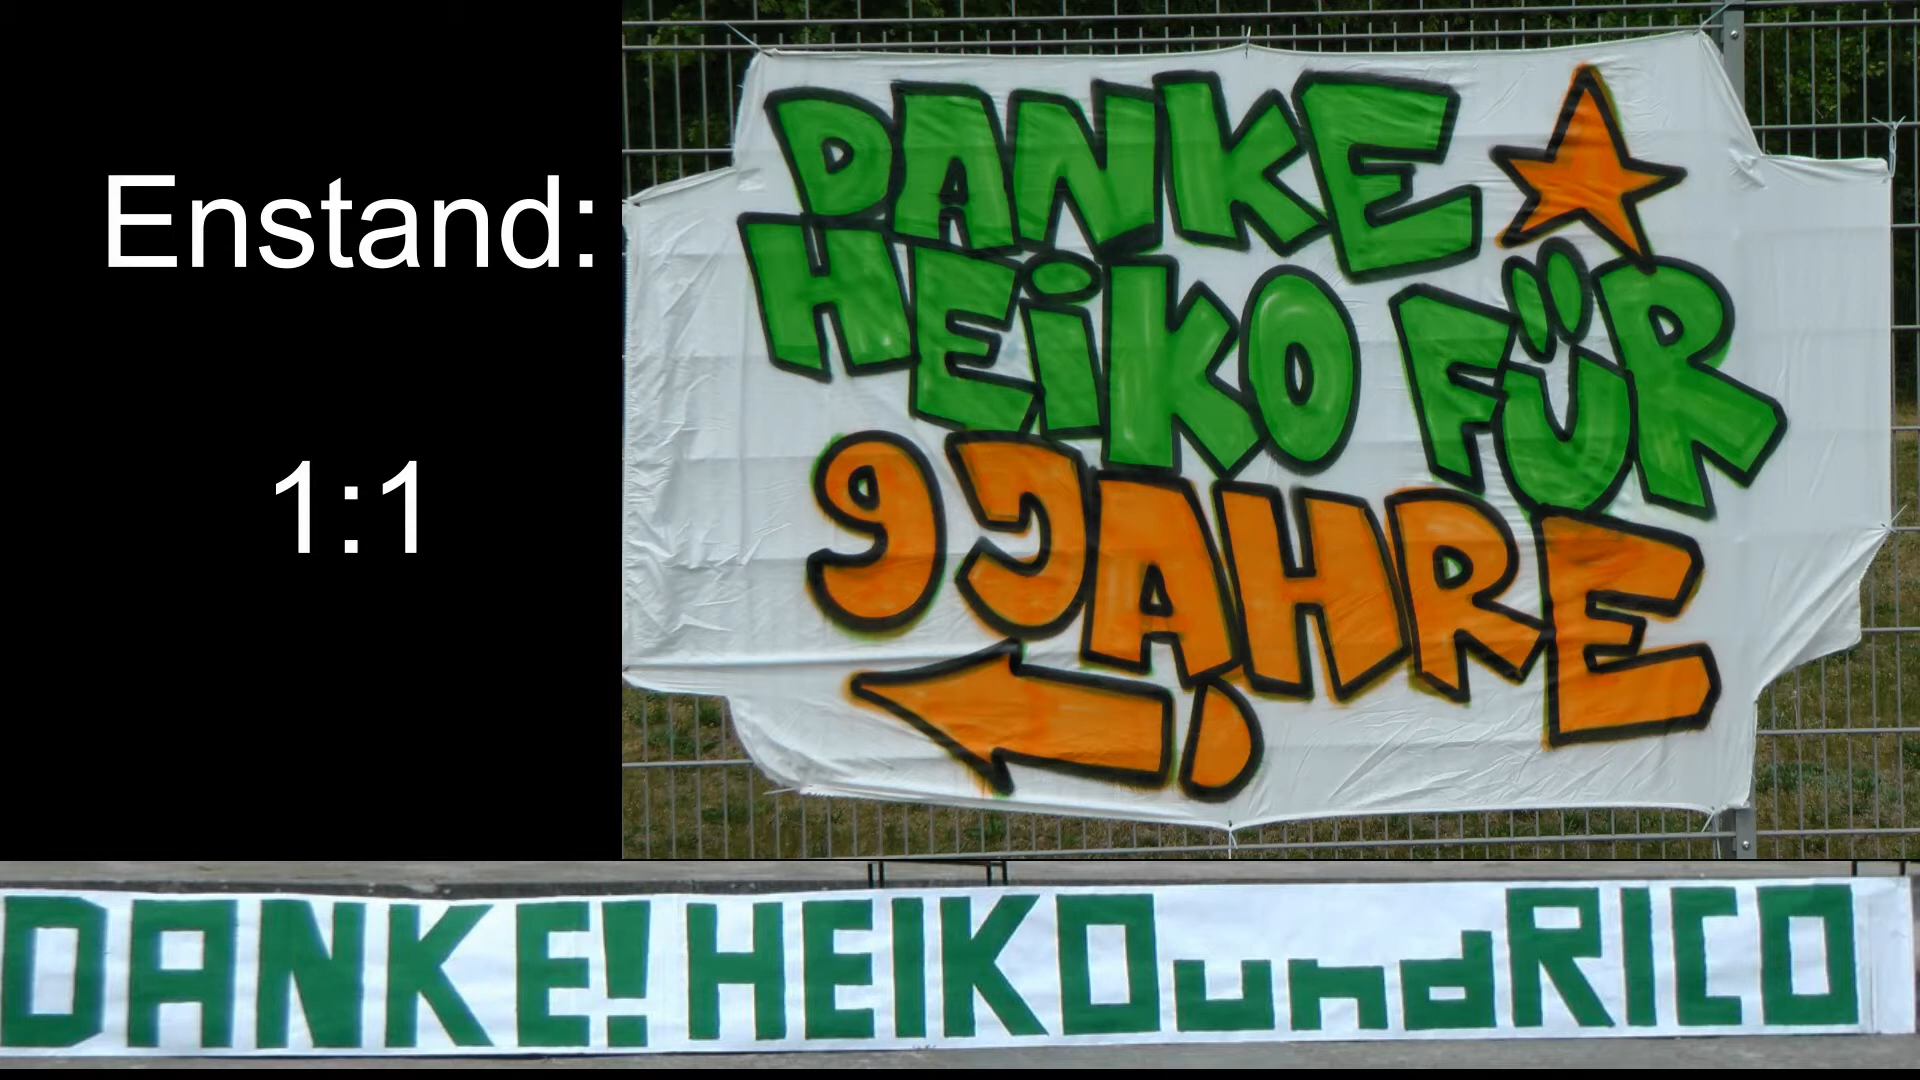 Enstand:
1:1
DANKE
HEiKO FÜR
9 JAHRE
DANKE! HEIKO und RICO